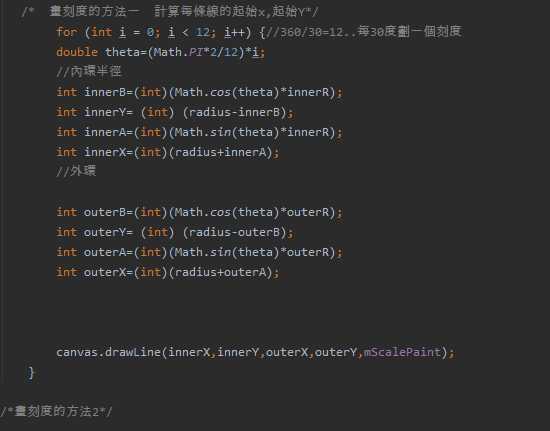 /*  畫刻度的方法一  計算每條線的起始x,起始Y*/
for (int i = 0; i < 12; i++) {//360/30=12..每30度劃一個刻度
double theta=(Math.PI*2/12)*i;
//內環半徑
int innerB=(int)(Math.cos(theta)*innerR);
int innerY= (int) (radius-innerB);
int innerA=(int)(Math.sin(theta)*innerR);
int innerX=(int)(radius+innerA);
//外環
int outerB=(int)(Math.cos(theta)*outerR);
int outerY= (int) (radius-outerB);
int outerA=(int)(Math.sin(theta)*outerR);
int outerX=(int)(radius+outerA);
canvas.drawLine(innerX,innerY,outerX,outerY,mScalePaint);
}
/*畫刻度的方法2*/